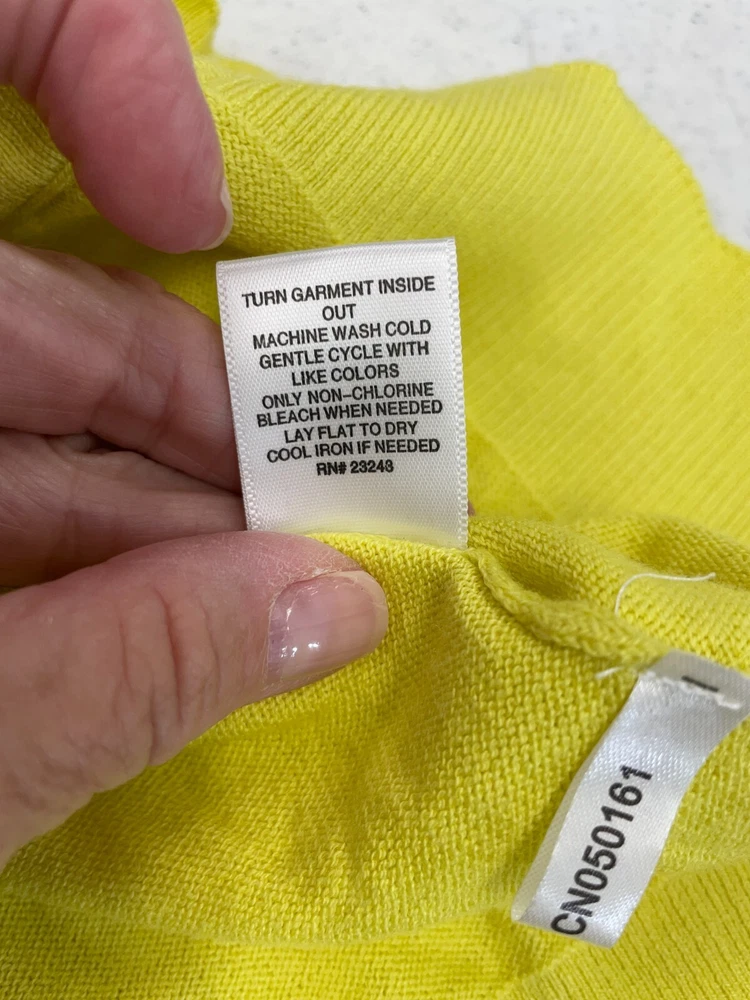 TURN GARMENT INSIDE
OUT
MACHINE WASH COLD
GENTLE CYCLE WITH
LIKE COLORS
ONLY NON-CHLORINE
BLEACH WHEN NEEDED
LAY FLAT TO DRY
COOL IRON IF NEEDED
RN# 23243
CN050161